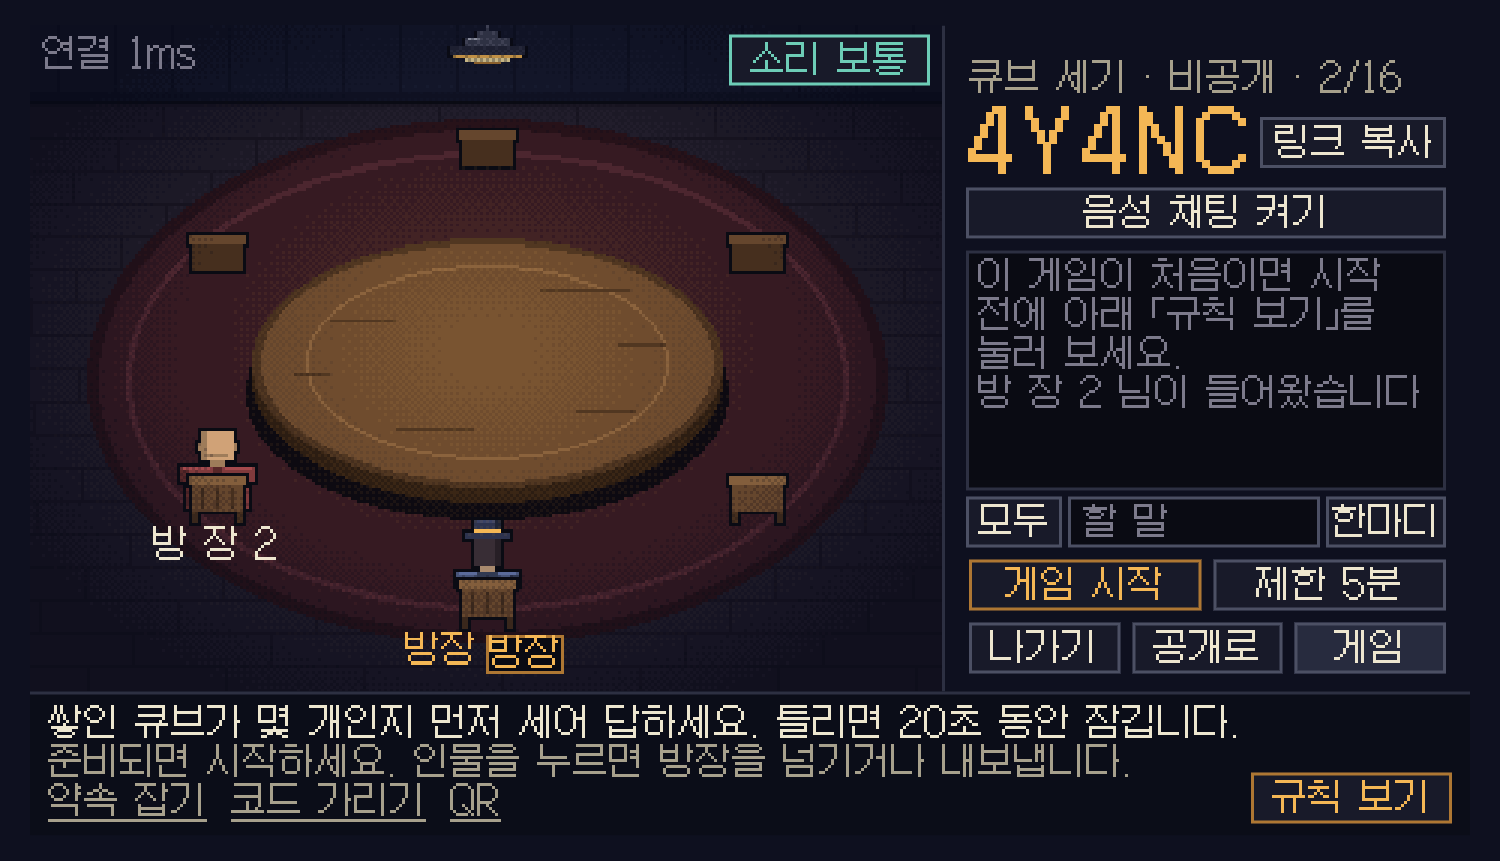 연결 1ms
소리 보통
큐브 세기 · 비공개 · 2/16
4Y4NC
링크 복사
음성 채팅 켜기
이 게임이 처음이면 시작
전에 아래 「규칙 보기」를
눌러 보세요.
방 장 2 님이 들어왔습니다
모두
할 말
한마디
게임 시작
제한 5분
나가기
공개로
게임
방 장 2
방장 방장
쌓인 큐브가 몇 개인지 먼저 세어 답하세요. 틀리면 20초 동안 잠깁니다.
준비되면 시작하세요. 인물을 누르면 방장을 넘기거나 내보냅니다.
약속 잡기 코드 가리기 QR
규칙 보기